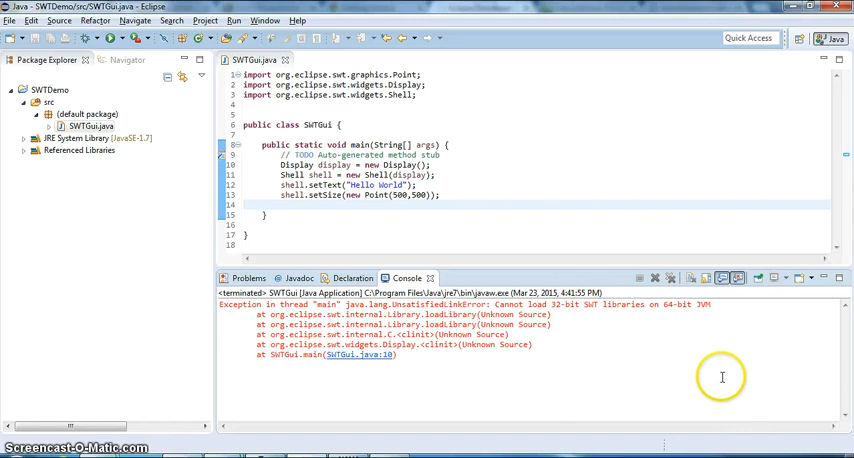 Java - SWTDemo/src/SWTGui.java - Eclipse
File Edit Source Refactor Navigate Search Project Run Window Help
Quick Access Java
Package Explorer Navigator
SWTDemo
src
(default package)
SWTGui.java
JRE System Library [JavaSE-1.7]
Referenced Libraries
SWTGui.java
1 import org.eclipse.swt.graphics.Point;
2 import org.eclipse.swt.widgets.Display;
3 import org.eclipse.swt.widgets.Shell;
4
5
6 public class SWTGui {
7
8 public static void main(String[] args) {
9 // TODO Auto-generated method stub
10 Display display = new Display();
11 Shell shell = new Shell(display);
12 shell.setText("Hello World");
13 shell.setSize(new Point(500,500));
14
15 }
16
17 }
18
Problems Javadoc Declaration Console
<terminated> SWTGui [Java Application] C:\Program Files\Java\jre7\bin\javaw.exe (Mar 23, 2015, 4:41:55 PM)
Exception in thread "main" java.lang.UnsatisfiedLinkError: Cannot load 32-bit SWT libraries on 64-bit JVM
at org.eclipse.swt.internal.Library.loadLibrary(Unknown Source)
at org.eclipse.swt.internal.Library.loadLibrary(Unknown Source)
at org.eclipse.swt.internal.C.<clinit>(Unknown Source)
at org.eclipse.swt.widgets.Display.<clinit>(Unknown Source)
at SWTGui.main(SWTGui.java:10)
Screencast-O-Matic.com